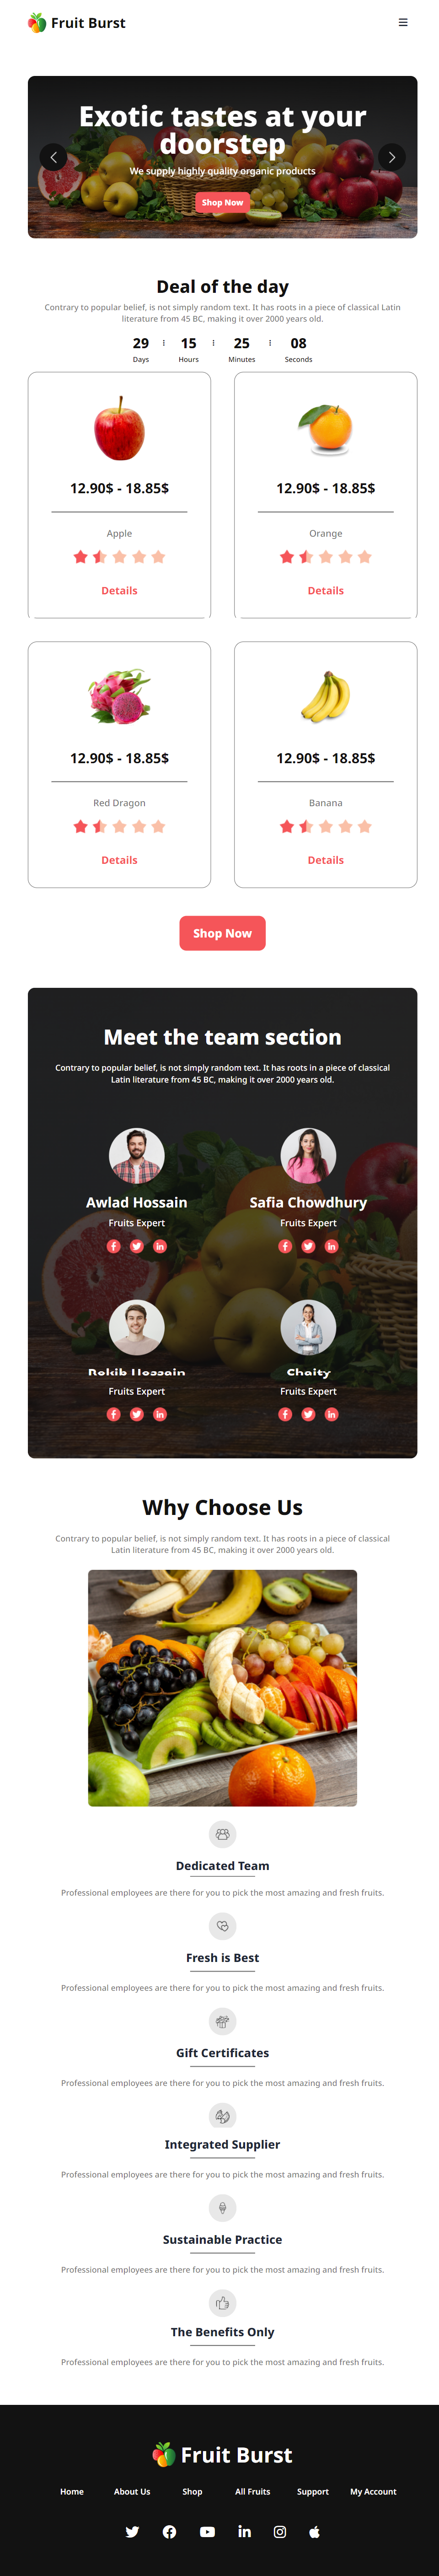 Fruit Burst
Exotic tastes at your
doorstep
We supply highly quality organic products
Shop Now
Deal of the day
Contrary to popular belief, is not simply random text. It has roots in a piece of classical Latin
literature from 45 BC, making it over 2000 years old.
29 : 15 : 25 : 08
Days Hours Minutes Seconds
12.90$ - 18.85$
Apple
Details
12.90$ - 18.85$
Orange
Details
12.90$ - 18.85$
Red Dragon
Details
12.90$ - 18.85$
Banana
Details
Shop Now
Meet the team section
Contrary to popular belief, is not simply random text. It has roots in a piece of classical
Latin literature from 45 BC, making it over 2000 years old.
Awlad Hossain
Fruits Expert
Safia Chowdhury
Fruits Expert
Rakib Hossain
Fruits Expert
Chaity
Fruits Expert
Why Choose Us
Contrary to popular belief, is not simply random text. It has roots in a piece of classical
Latin literature from 45 BC, making it over 2000 years old.
Dedicated Team
Professional employees are there for you to pick the most amazing and fresh fruits.
Fresh is Best
Professional employees are there for you to pick the most amazing and fresh fruits.
Gift Certificates
Professional employees are there for you to pick the most amazing and fresh fruits.
Integrated Supplier
Professional employees are there for you to pick the most amazing and fresh fruits.
Sustainable Practice
Professional employees are there for you to pick the most amazing and fresh fruits.
The Benefits Only
Professional employees are there for you to pick the most amazing and fresh fruits.
Fruit Burst
Home About Us Shop All Fruits Support My Account